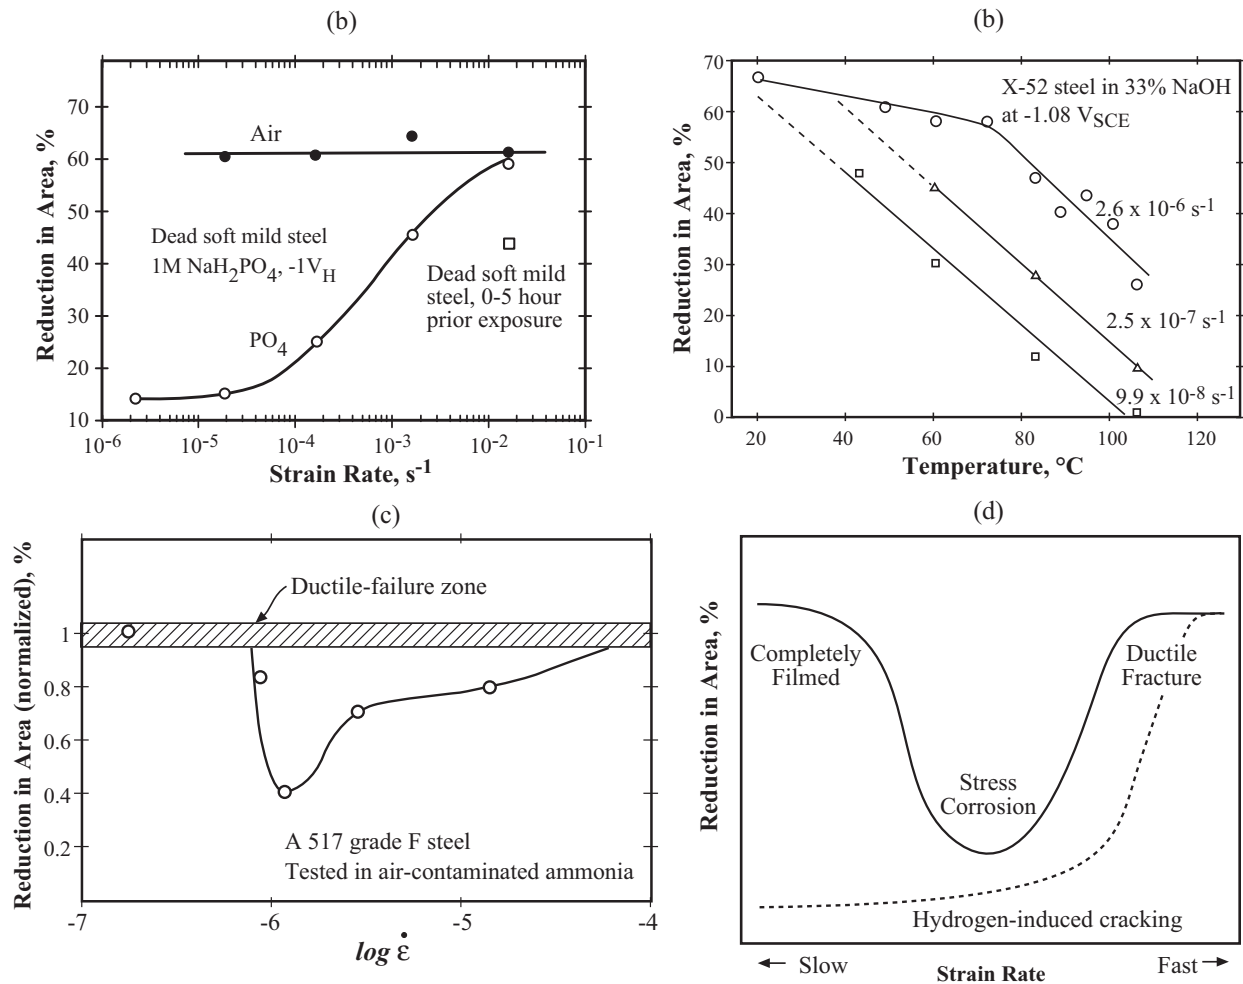 (b)
Reduction in Area, %
70
60
50
40
30
20
10
Air
Dead soft mild steel
1M NaH2PO4, -1VH
PO4
Dead soft mild
steel, 0-5 hour
prior exposure
10-6
10-5
10-4
10-3
10-2
10-1
Strain Rate, s-1
(b)
Reduction in Area, %
70
60
50
40
30
20
10
0
X-52 steel in 33% NaOH
at -1.08 VSCE
2.6 x 10-6 s-1
2.5 x 10-7 s-1
9.9 x 10-8 s-1
20
40
60
80
100
120
Temperature, °C
(c)
Reduction in Area (normalized), %
1
0.8
0.6
0.4
0.2
Ductile-failure zone
A 517 grade F steel
Tested in air-contaminated ammonia
-7
-6
-5
-4
log ε̇
(d)
Reduction in Area, %
Completely
Filmed
Ductile
Fracture
Stress
Corrosion
Hydrogen-induced cracking
Slow
Strain Rate
Fast